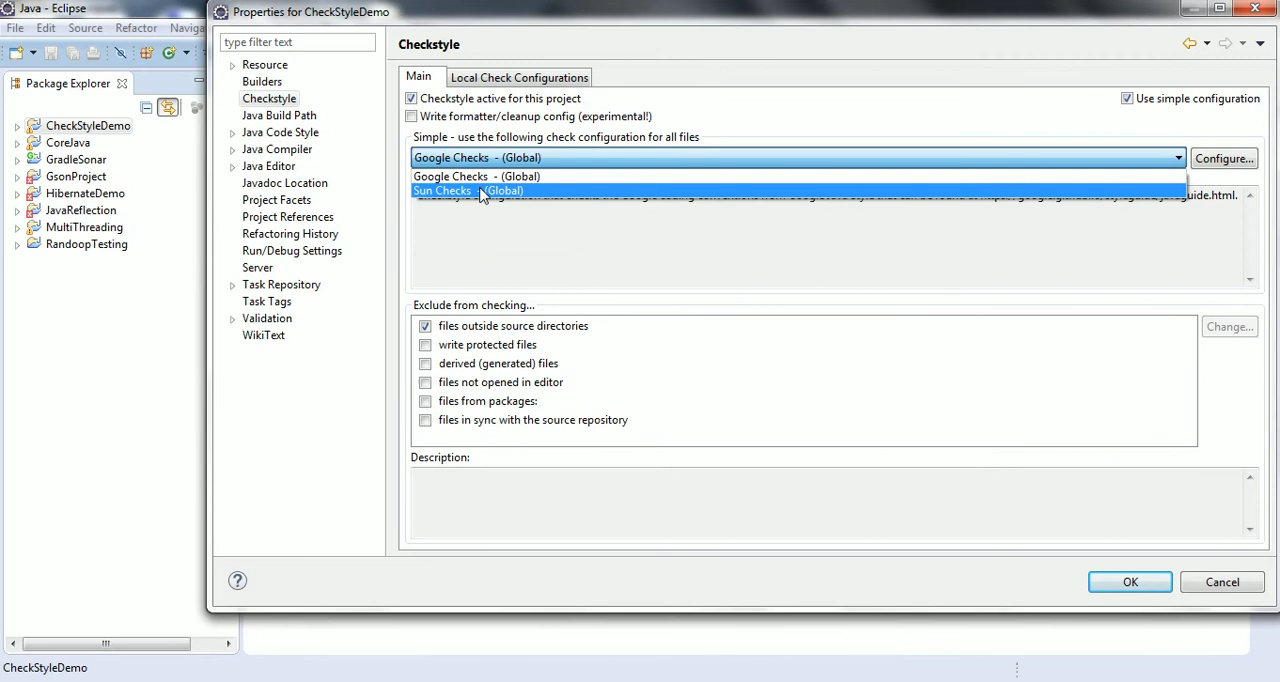 Java - Eclipse
File Edit Source Refactor Naviga
Package Explorer
CheckStyleDemo
CoreJava
GradleSonar
GsonProject
HibernateDemo
JavaReflection
MultiThreading
RandoopTesting
CheckStyleDemo
Properties for CheckStyleDemo
type filter text
Resource
Builders
Checkstyle
Java Build Path
Java Code Style
Java Compiler
Java Editor
Javadoc Location
Project Facets
Project References
Refactoring History
Run/Debug Settings
Server
Task Repository
Task Tags
Validation
WikiText
Checkstyle
Main Local Check Configurations
Checkstyle active for this project Use simple configuration
Write formatter/cleanup config (experimental!)
Simple - use the following check configuration for all files
Google Checks - (Global) Configure...
Google Checks - (Global)
Sun Checks - (Global)
guide.html.
Exclude from checking...
files outside source directories Change...
write protected files
derived (generated) files
files not opened in editor
files from packages:
files in sync with the source repository
Description:
OK Cancel